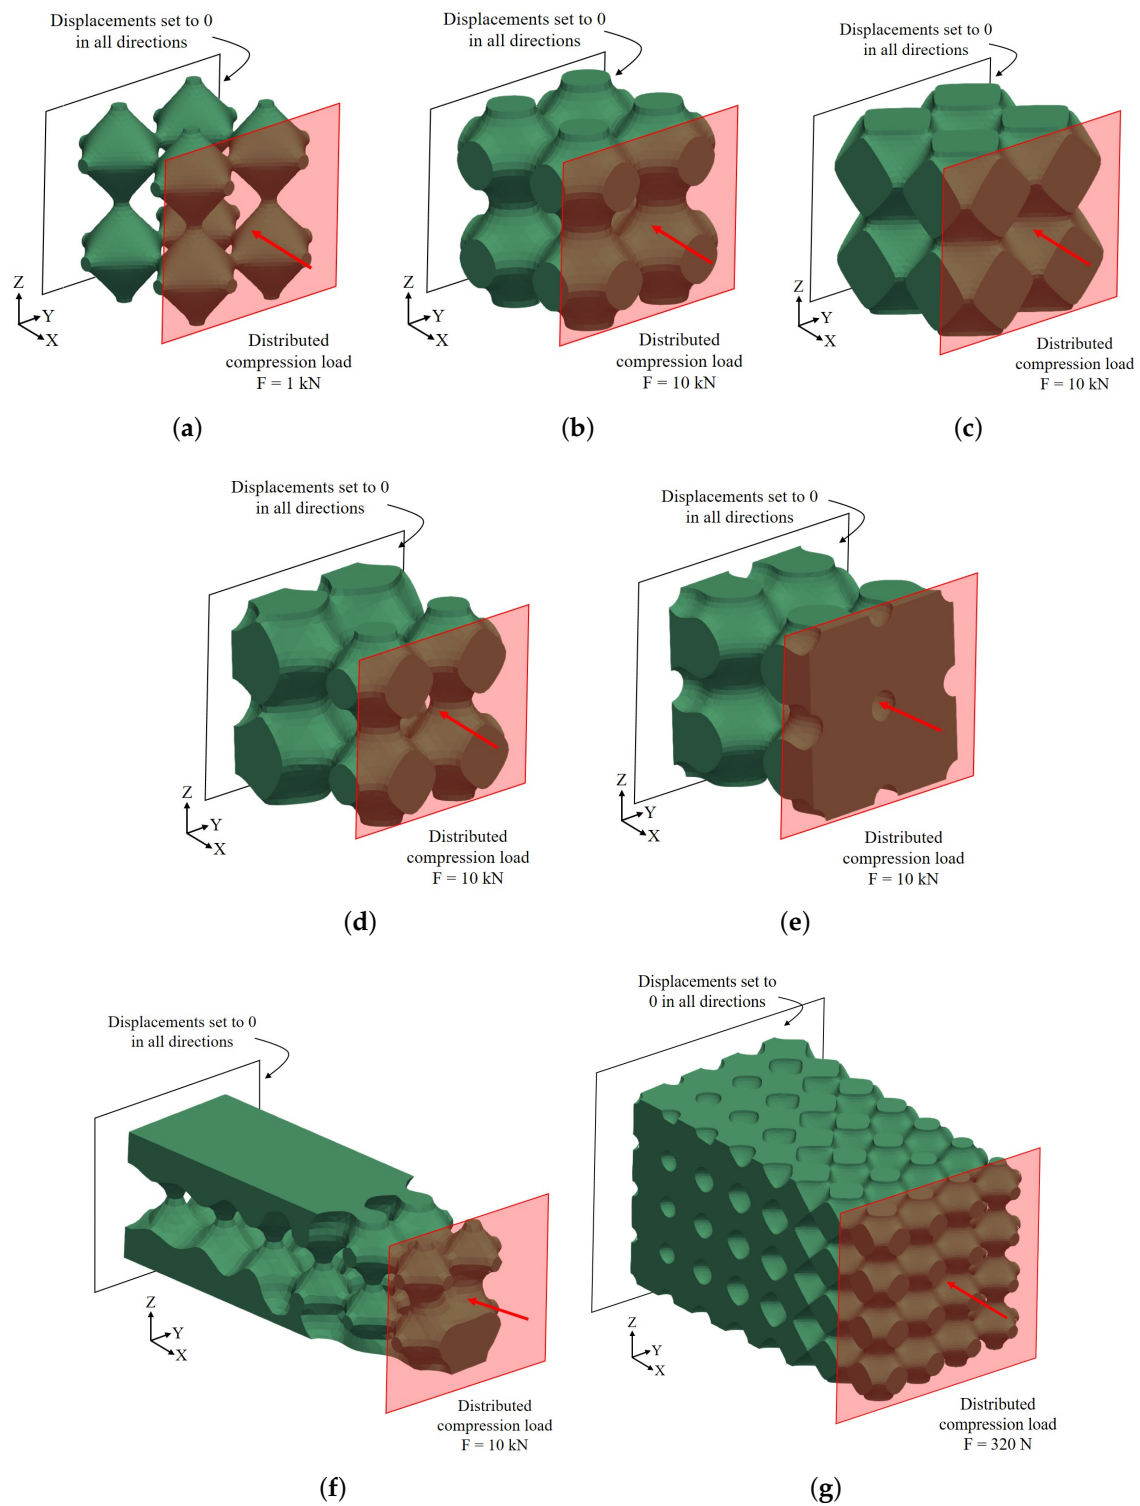 Displacements set to 0
in all directions
Z
Y
X
Distributed
compression load
F = 1 kN
(a)
Displacements set to 0
in all directions
Z
Y
X
Distributed
compression load
F = 10 kN
(b)
Displacements set to 0
in all directions
Z
Y
X
Distributed
compression load
F = 10 kN
(c)
Displacements set to 0
in all directions
Z
Y
X
Distributed
compression load
F = 10 kN
(d)
Displacements set to 0
in all directions
Z
Y
X
Distributed
compression load
F = 10 kN
(e)
Displacements set to 0
in all directions
Z
Y
X
Distributed
compression load
F = 10 kN
(f)
Displacements set to
0 in all directions
Z
Y
X
Distributed
compression load
F = 320 N
(g)